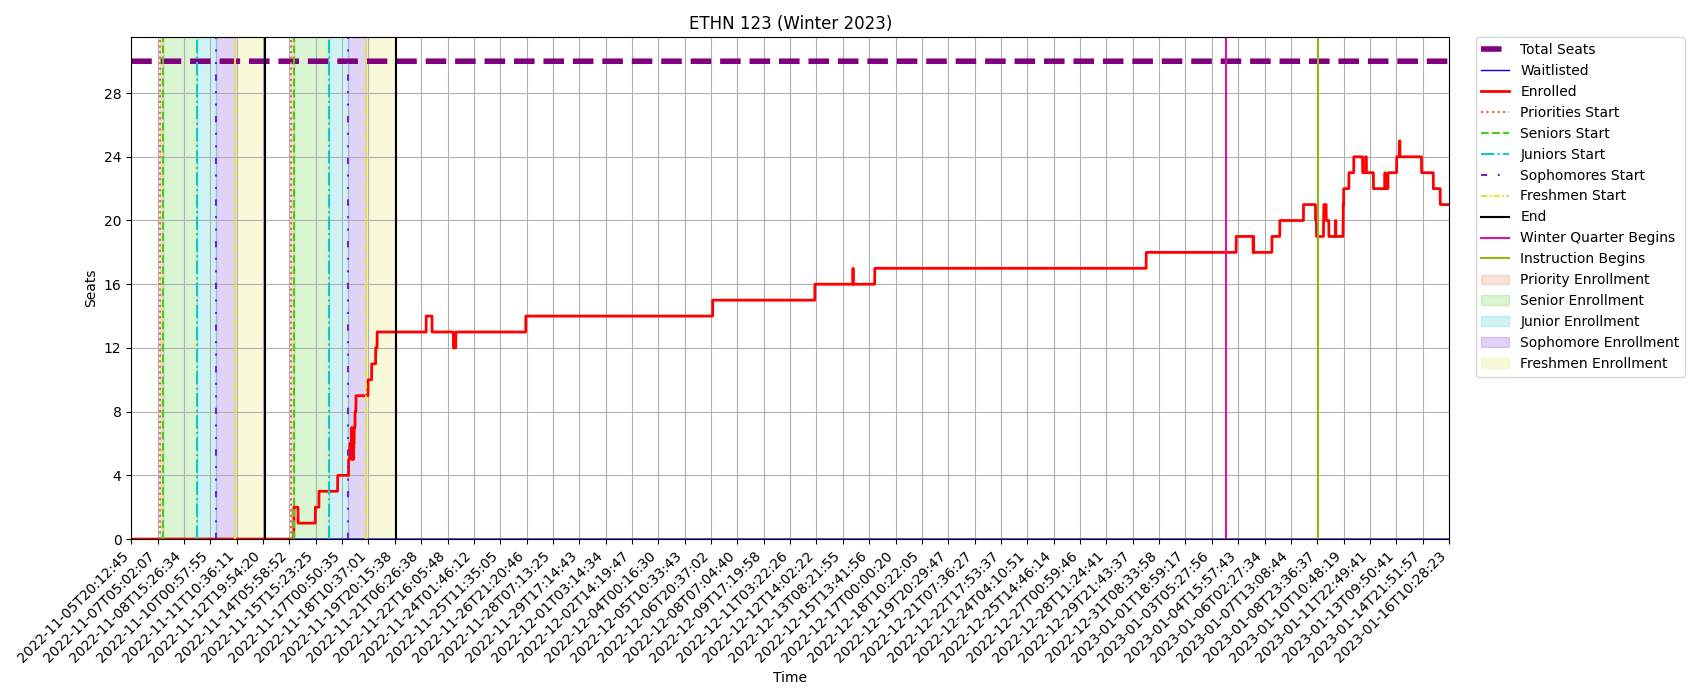 ETHN 123 (Winter 2023)
Seats
28
24
20
16
12
8
4
0
2022-11-05T20:12:45
2022-11-07T05:02:07
2022-11-08T15:26:34
2022-11-10T00:57:55
2022-11-11T10:36:11
2022-11-12T19:54:20
2022-11-14T05:58:52
2022-11-15T15:23:25
2022-11-17T00:50:35
2022-11-18T10:37:01
2022-11-19T20:15:38
2022-11-21T06:26:38
2022-11-22T16:05:48
2022-11-24T01:46:12
2022-11-25T11:35:05
2022-11-26T21:20:46
2022-11-28T07:13:25
2022-11-29T17:14:43
2022-12-01T03:14:34
2022-12-02T14:19:47
2022-12-04T00:16:30
2022-12-05T10:33:43
2022-12-06T20:37:02
2022-12-08T07:04:40
2022-12-09T17:19:58
2022-12-11T03:22:26
2022-12-12T14:02:22
2022-12-13T08:21:55
2022-12-15T13:41:56
2022-12-17T00:00:20
2022-12-18T10:22:05
2022-12-19T20:29:47
2022-12-21T07:36:27
2022-12-22T17:53:37
2022-12-24T04:10:51
2022-12-25T14:46:14
2022-12-27T00:59:46
2022-12-28T11:24:41
2022-12-29T21:43:37
2022-12-31T08:33:58
2023-01-01T18:59:17
2023-01-03T05:27:56
2023-01-04T15:57:43
2023-01-06T02:27:34
2023-01-07T13:08:44
2023-01-08T23:36:37
2023-01-10T10:48:19
2023-01-11T22:49:41
2023-01-13T09:50:41
2023-01-14T21:51:57
2023-01-16T10:28:23
Time
Total Seats
Waitlisted
Enrolled
Priorities Start
Seniors Start
Juniors Start
Sophomores Start
Freshmen Start
End
Winter Quarter Begins
Instruction Begins
Priority Enrollment
Senior Enrollment
Junior Enrollment
Sophomore Enrollment
Freshmen Enrollment